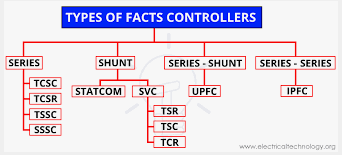 TYPES OF FACTS CONTROLLERS
SERIES SHUNT SERIES - SHUNT SERIES - SERIES
TCSC
TCSR
TSSC
SSSC
STATCOM SVC UPFC IPFC
TSR
TSC
TCR
www.electricaltechnology.org